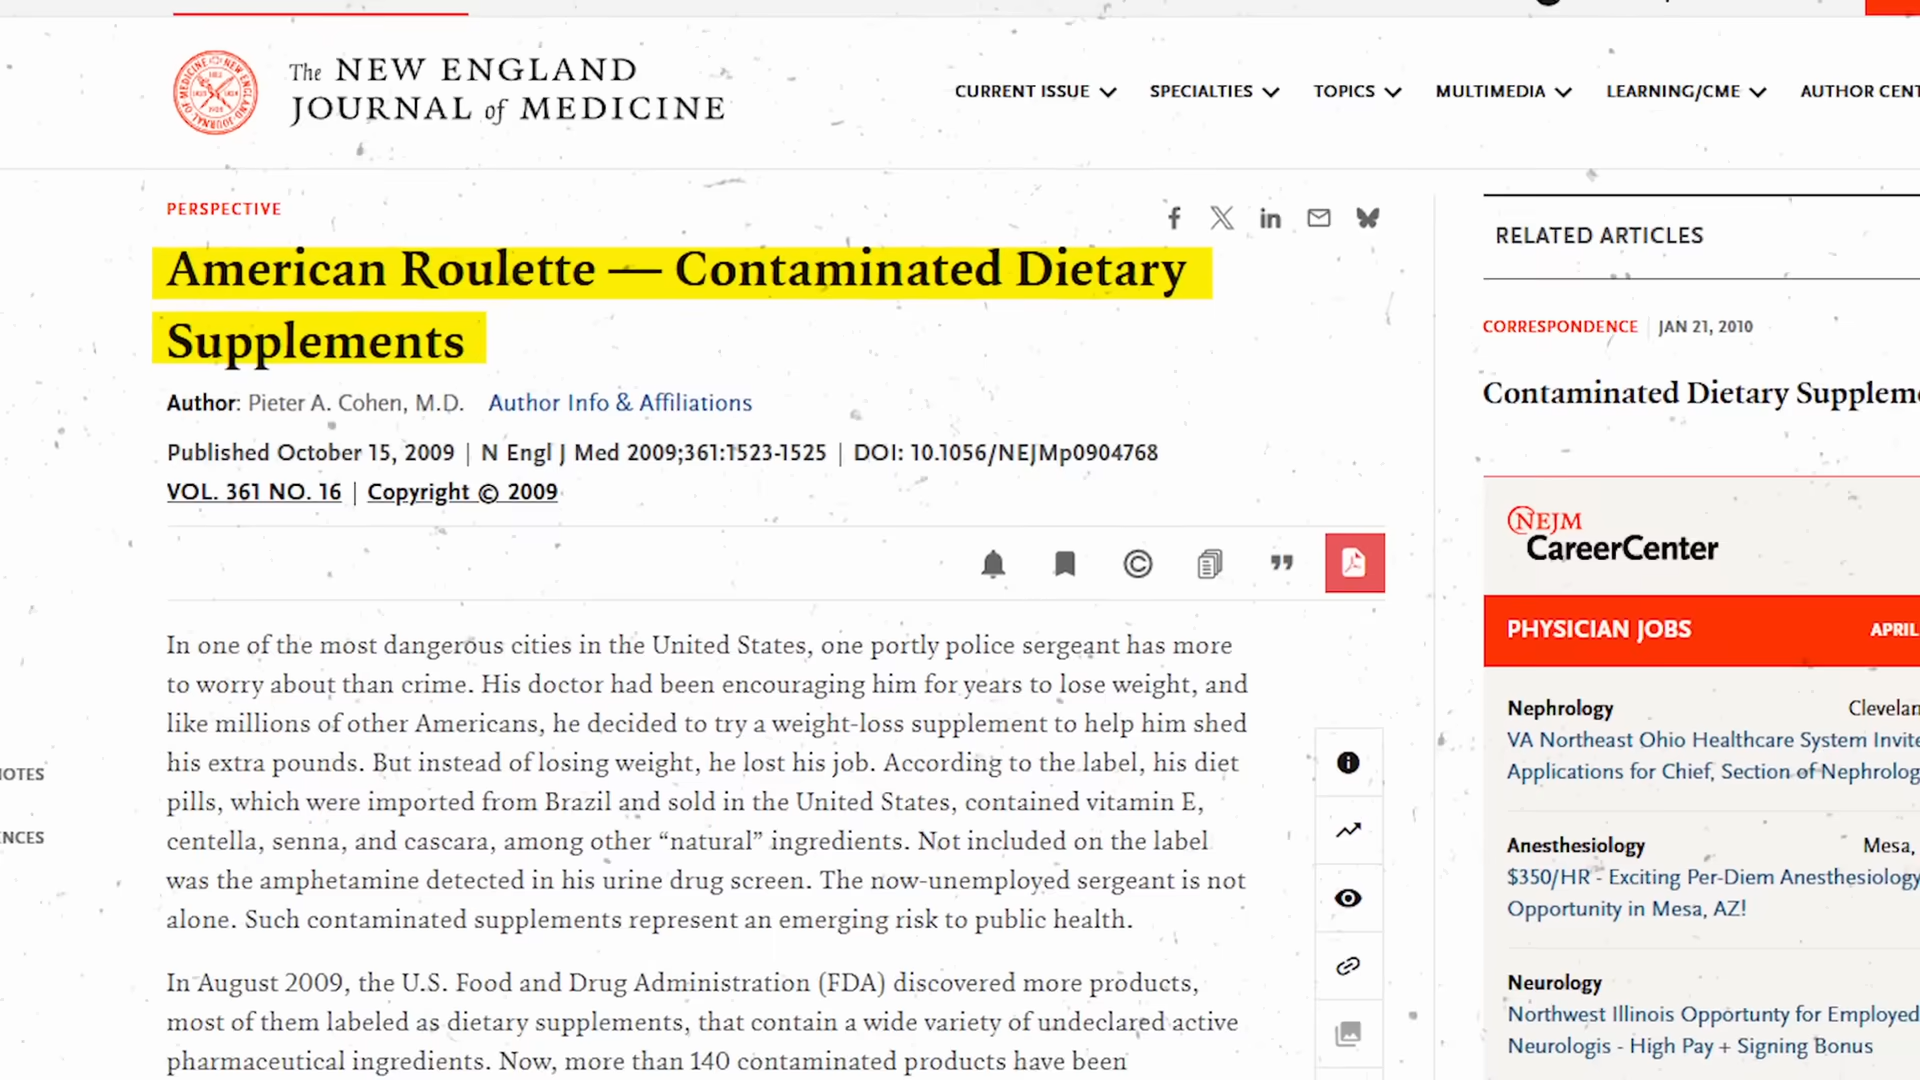 The NEW ENGLAND
JOURNAL of MEDICINE
CURRENT ISSUE
SPECIALTIES
TOPICS
MULTIMEDIA
LEARNING/CME
AUTHOR CENT
PERSPECTIVE
American Roulette — Contaminated Dietary
Supplements
Author: Pieter A. Cohen, M.D. Author Info & Affiliations
Published October 15, 2009 | N Engl J Med 2009;361:1523-1525 | DOI: 10.1056/NEJMp0904768
VOL. 361 NO. 16 | Copyright © 2009
In one of the most dangerous cities in the United States, one portly police sergeant has more
to worry about than crime. His doctor had been encouraging him for years to lose weight, and
like millions of other Americans, he decided to try a weight-loss supplement to help him shed
his extra pounds. But instead of losing weight, he lost his job. According to the label, his diet
pills, which were imported from Brazil and sold in the United States, contained vitamin E,
centella, senna, and cascara, among other “natural” ingredients. Not included on the label
was the amphetamine detected in his urine drug screen. The now-unemployed sergeant is not
alone. Such contaminated supplements represent an emerging risk to public health.
In August 2009, the U.S. Food and Drug Administration (FDA) discovered more products,
most of them labeled as dietary supplements, that contain a wide variety of undeclared active
pharmaceutical ingredients. Now, more than 140 contaminated products have been
OTES
NCES
RELATED ARTICLES
CORRESPONDENCE | JAN 21, 2010
Contaminated Dietary Supplem
NEJM
CareerCenter
PHYSICIAN JOBS
APRIL
Nephrology
Clevelan
VA Northeast Ohio Healthcare System Invite
Applications for Chief, Section of Nephrolog
Anesthesiology
Mesa,
$350/HR - Exciting Per-Diem Anesthesiology
Opportunity in Mesa, AZ!
Neurology
Northwest Illinois Opportunty for Employed
Neurologis - High Pay + Signing Bonus